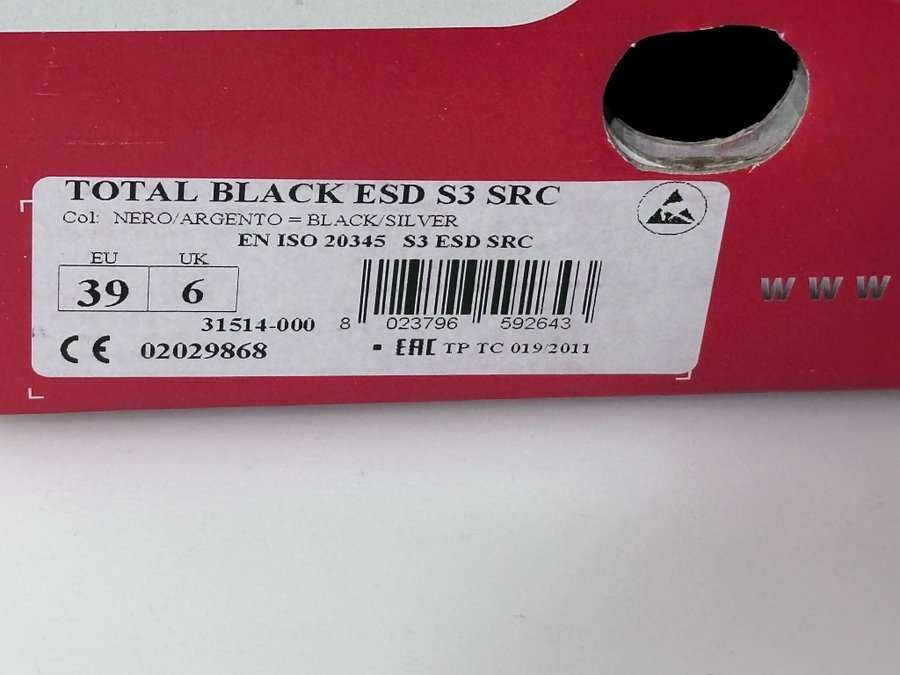 TOTAL BLACK ESD S3 SRC
Col: NERO/ARGENTO = BLACK/SILVER
EN ISO 20345 S3 ESD SRC
EU UK
39 6
31514-000 8 023796 592643
CE 02029868 - EAC TP TC 019/2011
www